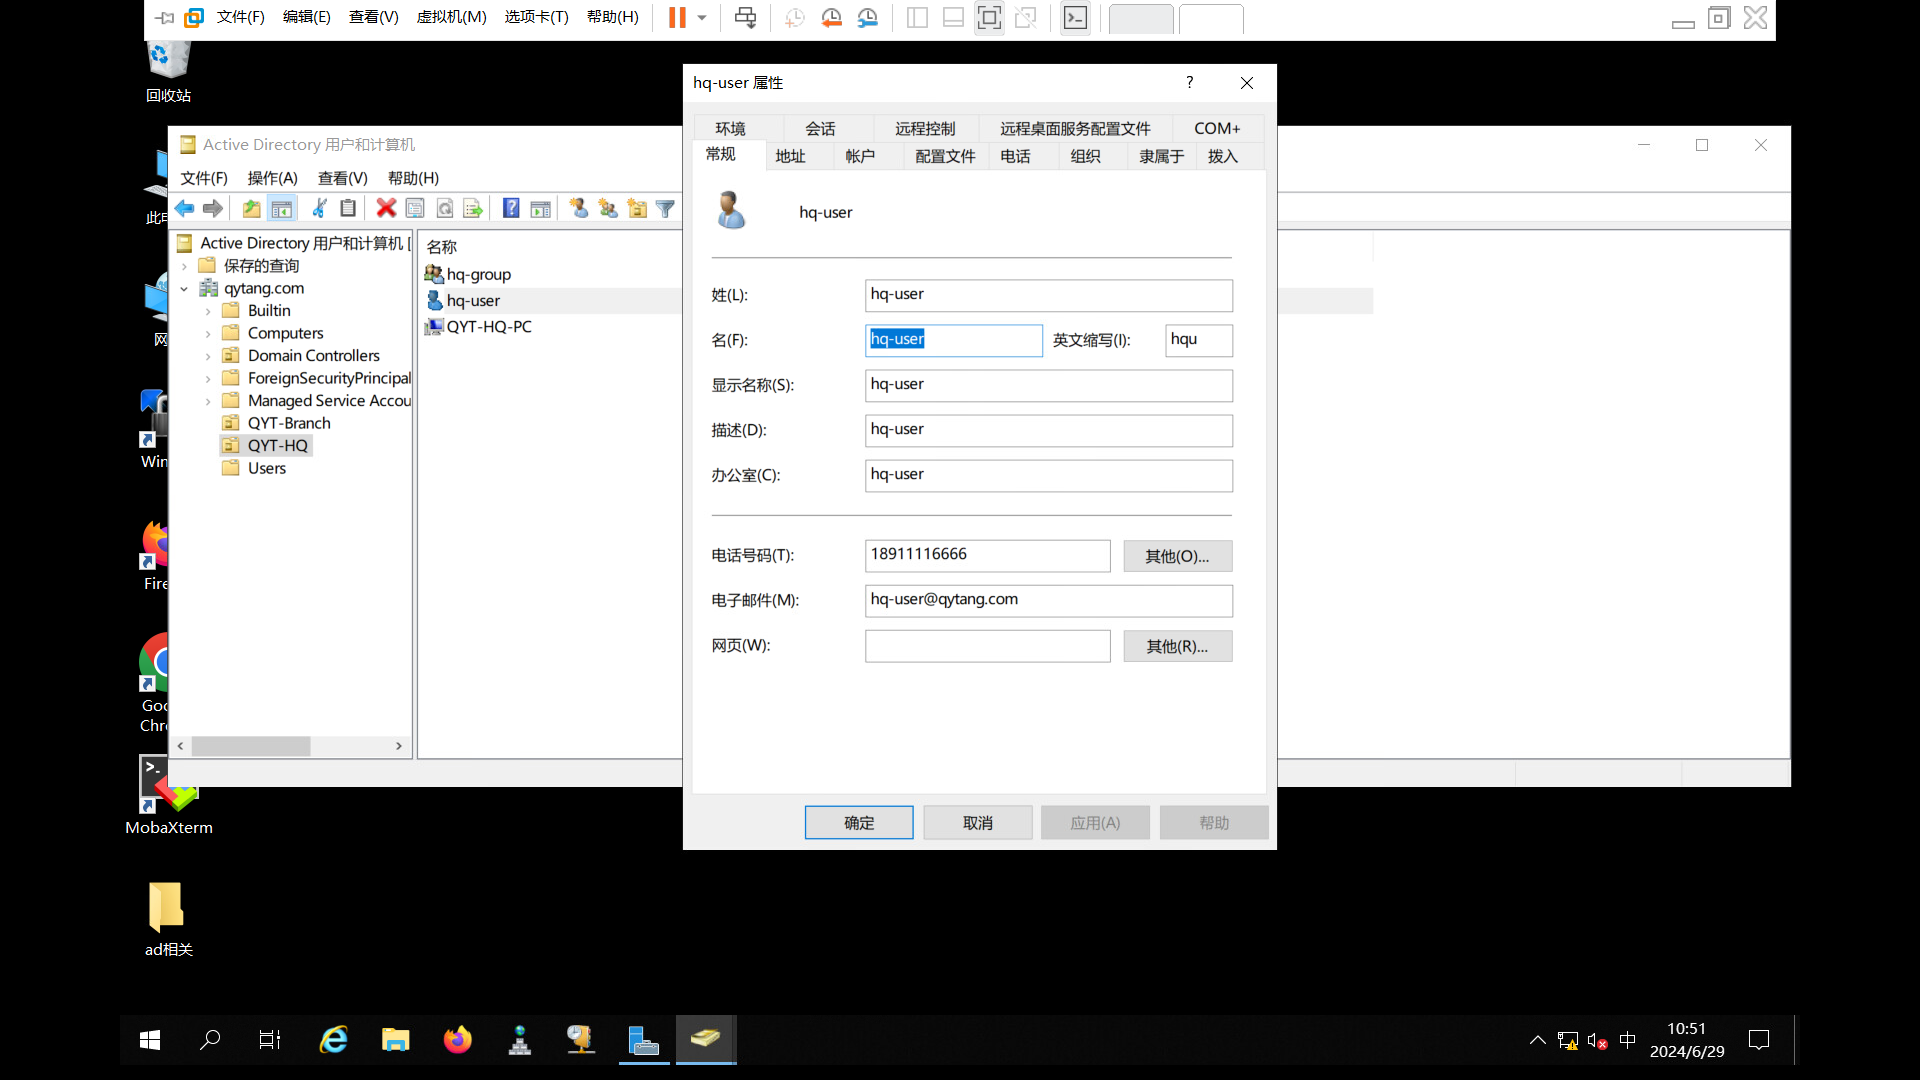 文件(F) 编辑(E) 查看(V) 虚拟机(M) 选项卡(T) 帮助(H)
回收站
hq-user 属性
?
环境 会话 远程控制 远程桌面服务配置文件 COM+
常规 地址 帐户 配置文件 电话 组织 隶属于 拨入
hq-user
姓(L): hq-user
名(F): hq-user 英文缩写(I): hqu
显示名称(S): hq-user
描述(D): hq-user
办公室(C): hq-user
电话号码(T): 18911116666 其他(O)...
电子邮件(M): hq-user@qytang.com
网页(W): 其他(R)...
确定 取消 应用(A) 帮助
Active Directory 用户和计算机
文件(F) 操作(A) 查看(V) 帮助(H)
Active Directory 用户和计算机 [
保存的查询
qytang.com
Builtin
Computers
Domain Controllers
ForeignSecurityPrincipal
Managed Service Accou
QYT-Branch
QYT-HQ
Users
名称
hq-group
hq-user
QYT-HQ-PC
此电
网
Win
Fire
Goo
Chro
MobaXterm
ad相关
中
10:51
2024/6/29